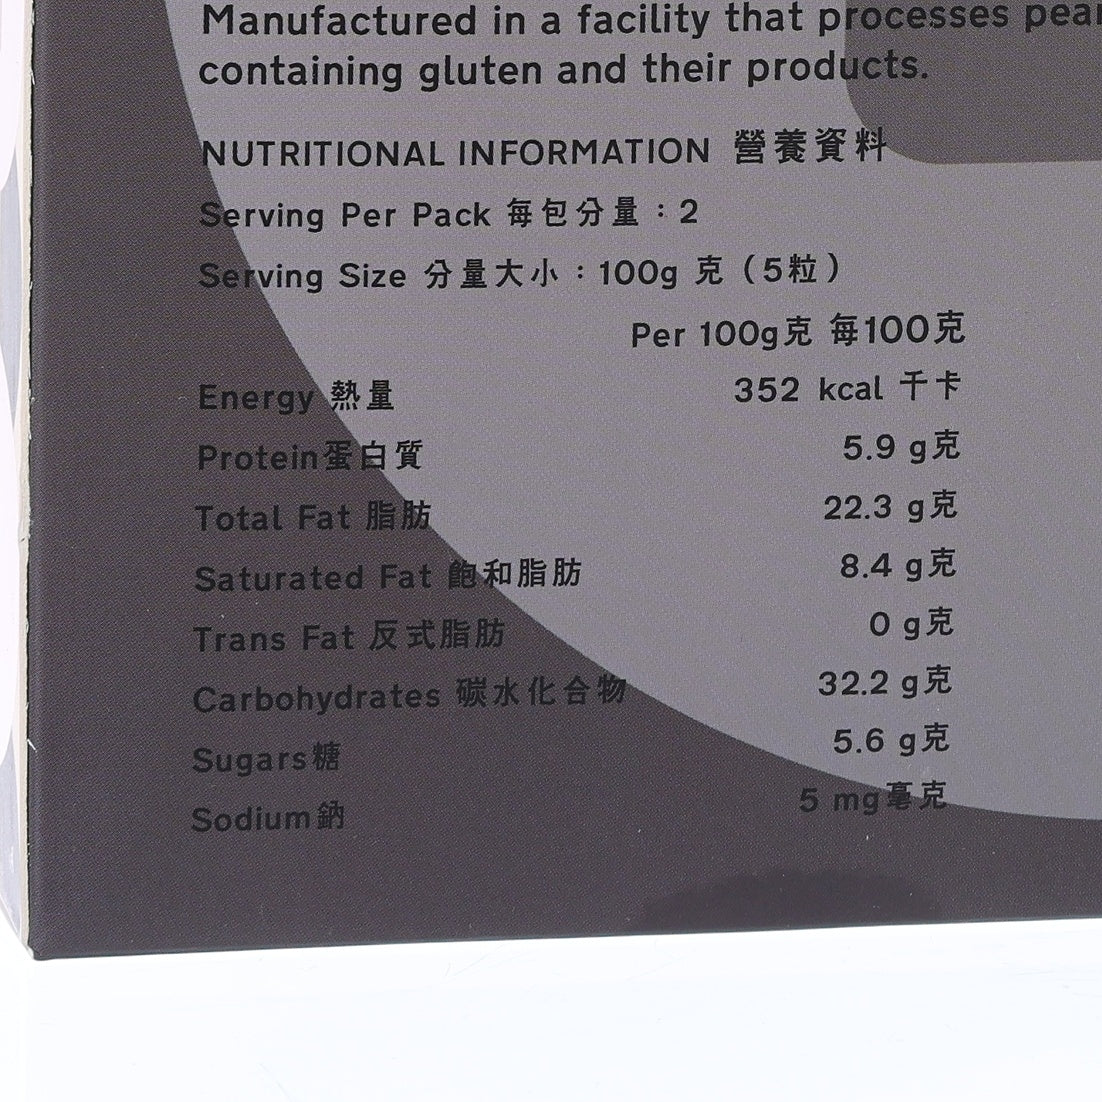 Manufactured in a facility that processes
containing gluten and their products.
NUTRITIONAL INFORMATION 營養資料
Serving Per Pack 每包分量：2
Serving Size 分量大小：100g 克（5粒）
Per 100g克 每100克
Energy 熱量 352 kcal 千卡
Protein蛋白質 5.9 g克
Total Fat 脂肪 22.3 g克
Saturated Fat 飽和脂肪 8.4 g克
Trans Fat 反式脂肪 0 g克
Carbohydrates 碳水化合物 32.2 g克
Sugars糖 5.6 g克
Sodium鈉 5 mg毫克